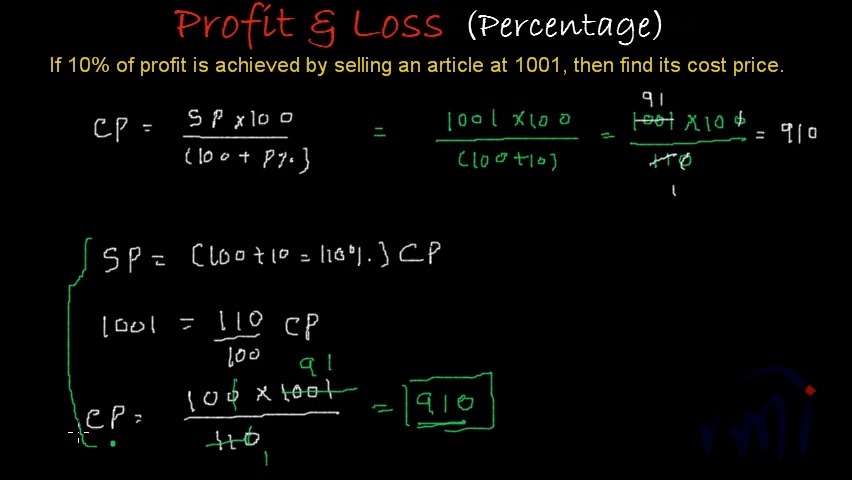 Profit & Loss (Percentage)
If 10% of profit is achieved by selling an article at 1001, then find its cost price.
CP = SP×100 / (100 + P%) = 1001×100 / (100+10) = 91 1001×100 / 110 1 = 910
SP = (100+10 = 110%.) CP
1001 = 110/100 CP
91
CP = 100 × 1001 / 110 = 910
1
rmi